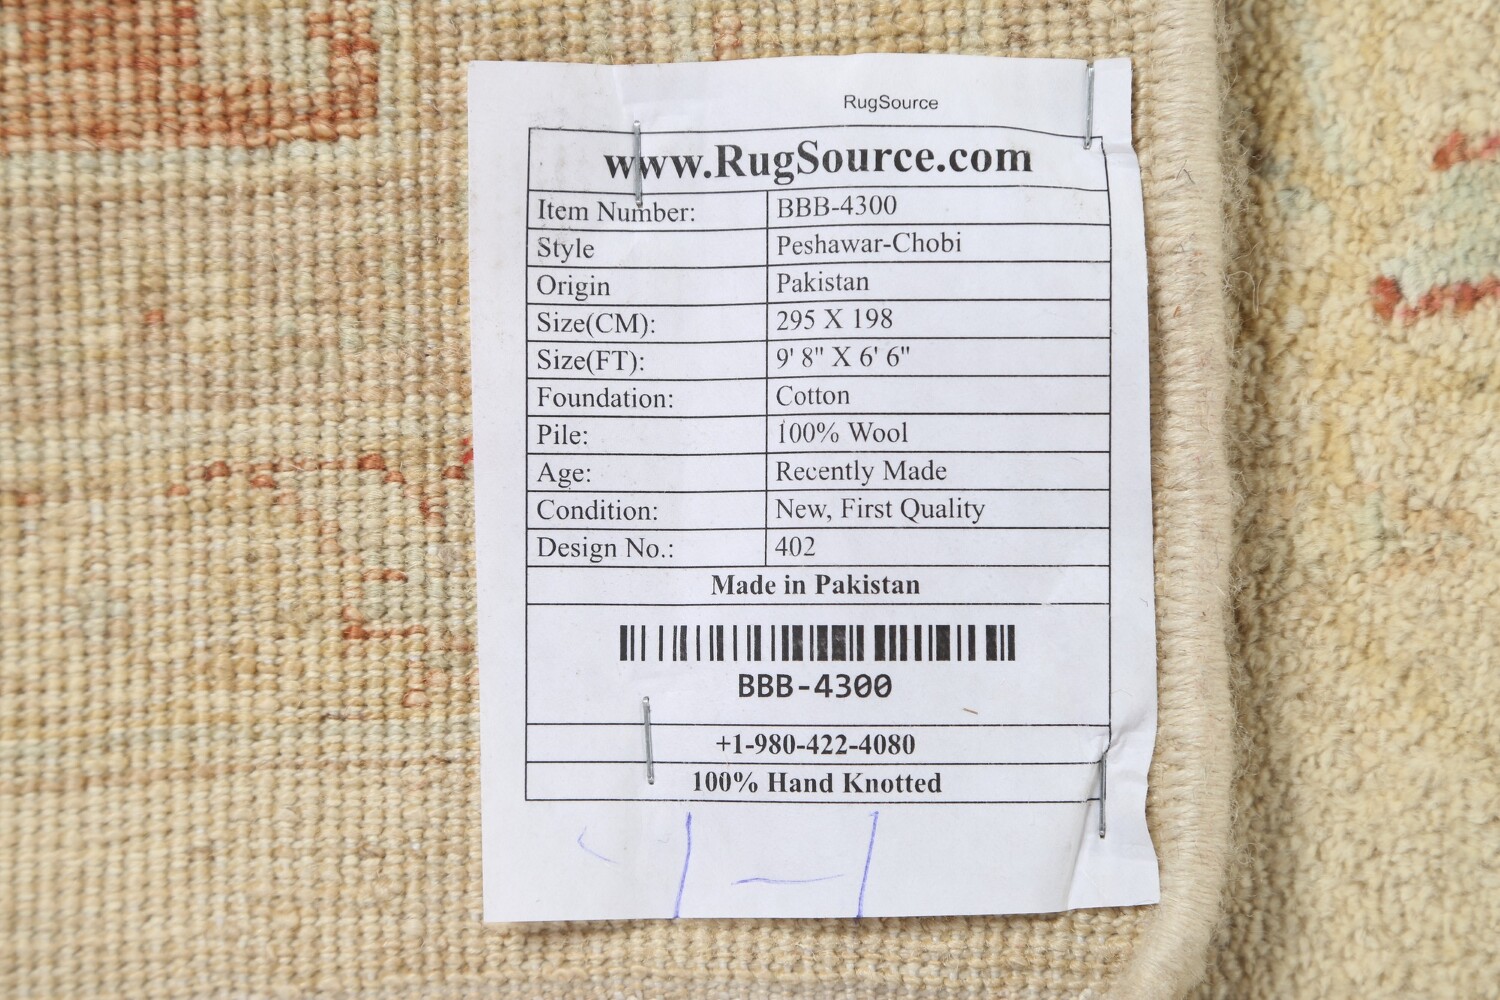 RugSource
www.RugSource.com
Item Number: BBB-4300
Style Peshawar-Chobi
Origin Pakistan
Size(CM): 295 X 198
Size(FT): 9' 8" X 6' 6"
Foundation: Cotton
Pile: 100% Wool
Age: Recently Made
Condition: New, First Quality
Design No.: 402
Made in Pakistan
BBB-4300
+1-980-422-4080
100% Hand Knotted